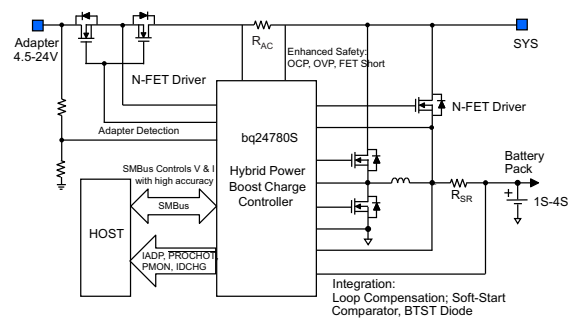 Adapter
4.5-24V
N-FET Driver
R_AC
Enhanced Safety:
OCP, OVP, FET Short
SYS
N-FET Driver
Adapter Detection
bq24780S
Hybrid Power
Boost Charge
Controller
SMBus Controls V & I
with high accuracy
SMBus
HOST
IADP, PROCHOT,
PMON, IDCHG
R_SR
Battery
Pack
+
1S-4S
Integration:
Loop Compensation; Soft-Start
Comparator, BTST Diode